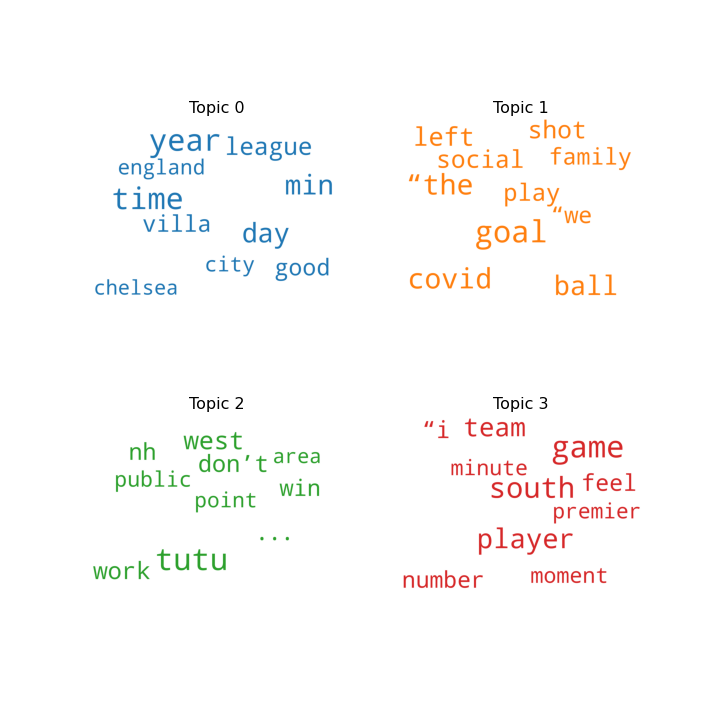 Topic 0
year
league
england
min
time
villa
day
city
good
chelsea
Topic 1
shot
left
social
family
“the
play
“we
goal
covid
ball
Topic 2
west
nh
don’t
area
public
win
point
...
tutu
work
Topic 3
“i
team
game
minute
south
feel
premier
player
number
moment